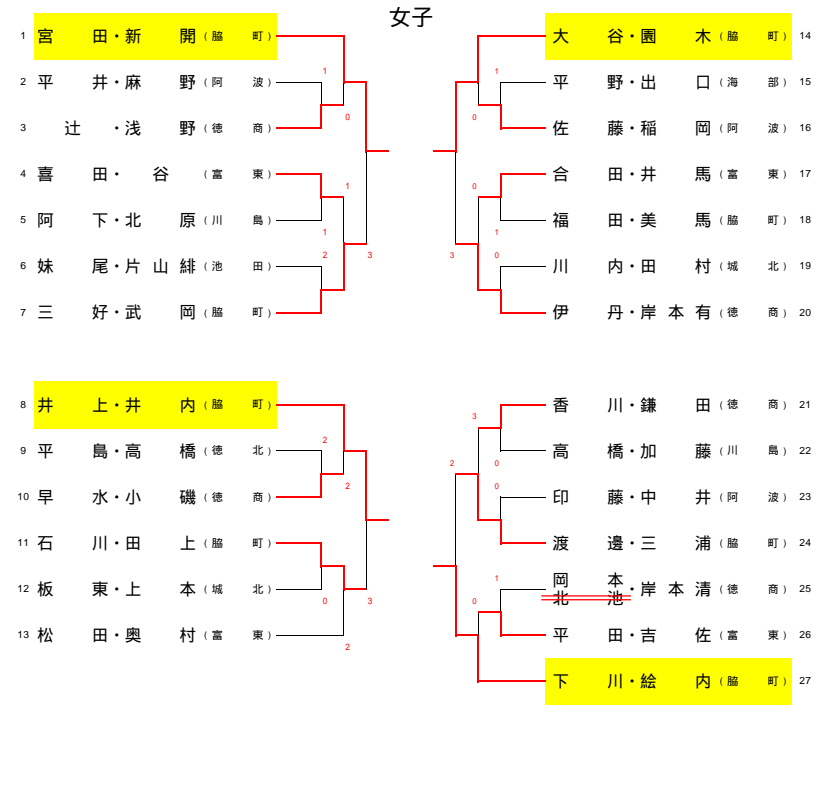 女子
1 宮 田・新 開 （ 脇 町 ）
2 平 井・麻 野 （ 阿 波 ）
3 辻 ・浅 野 （ 徳 商 ）
4 喜 田・ 谷 （ 富 東 ）
5 阿 下・北 原 （ 川 島 ）
6 妹 尾・片 山 緋 （ 池 田 ）
7 三 好・武 岡 （ 脇 町 ）
1
0
1
1
2
3
8 井 上・井 内 （ 脇 町 ）
9 平 島・高 橋 （ 徳 北 ）
10 早 水・小 磯 （ 徳 商 ）
11 石 川・田 上 （ 脇 町 ）
12 板 東・上 本 （ 城 北 ）
13 松 田・奥 村 （ 富 東 ）
2
2
0
3
2
大 谷・園 木 （ 脇 町 ） 14
平 野・出 口 （ 海 部 ） 15
佐 藤・稲 岡 （ 阿 波 ） 16
合 田・井 馬 （ 富 東 ） 17
福 田・美 馬 （ 脇 町 ） 18
川 内・田 村 （ 城 北 ） 19
伊 丹・岸 本 有 （ 徳 商 ） 20
1
0
0
1
3
0
香 川・鎌 田 （ 徳 商 ） 21
高 橋・加 藤 （ 川 島 ） 22
印 藤・中 井 （ 阿 波 ） 23
渡 邊・三 浦 （ 脇 町 ） 24
岡 本
北 池 ・岸 本 清 （ 徳 商 ） 25
平 田・吉 佐 （ 富 東 ） 26
下 川・絵 内 （ 脇 町 ） 27
3
2
0
0
1
0